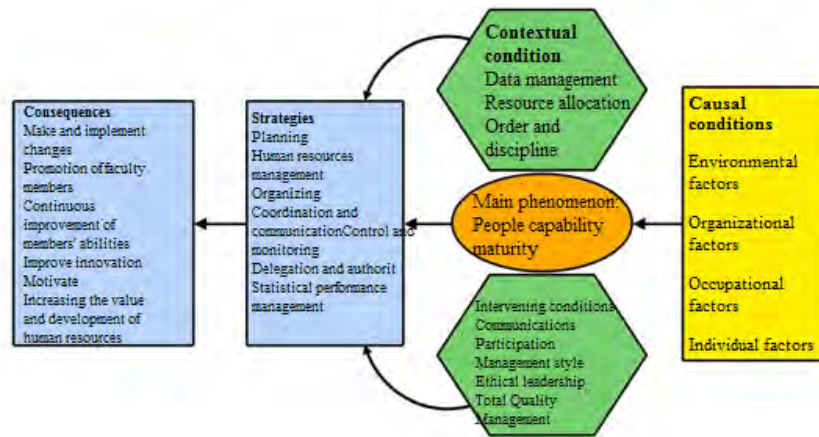 Consequences
Make and implement
changes
Promotion of faculty
members
Continuous
improvement of
members' abilities
Improve innovation
Motivate
Increasing the value
and development of
human resources
Strategies
Planning
Human resources
management
Organizing
Coordination and
communicationControl and
monitoring
Delegation and authorit
Statistical performance
management
Contextual
condition
Data management
Resource allocation
Order and
discipline
Main phenomenon:
People capability
maturity
Intervening conditions
Communications
Participation
Management style
Ethical leadership
Total Quality
Management
Causal
conditions
Environmental
factors
Organizational
factors
Occupational
factors
Individual factors